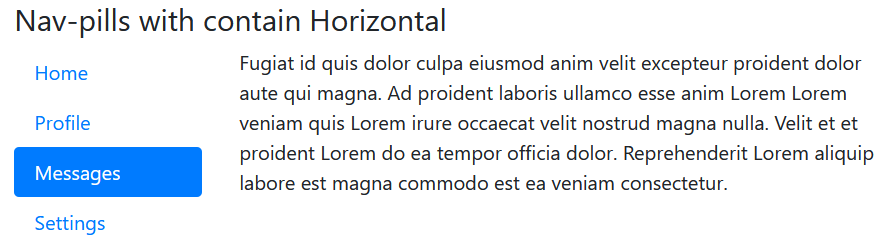 Nav-pills with contain Horizontal
Home
Profile
Messages
Settings
Fugiat id quis dolor culpa eiusmod anim velit excepteur proident dolor
aute qui magna. Ad proident laboris ullamco esse anim Lorem Lorem
veniam quis Lorem irure occaecat velit nostrud magna nulla. Velit et et
proident Lorem do ea tempor officia dolor. Reprehenderit Lorem aliquip
labore est magna commodo est ea veniam consectetur.